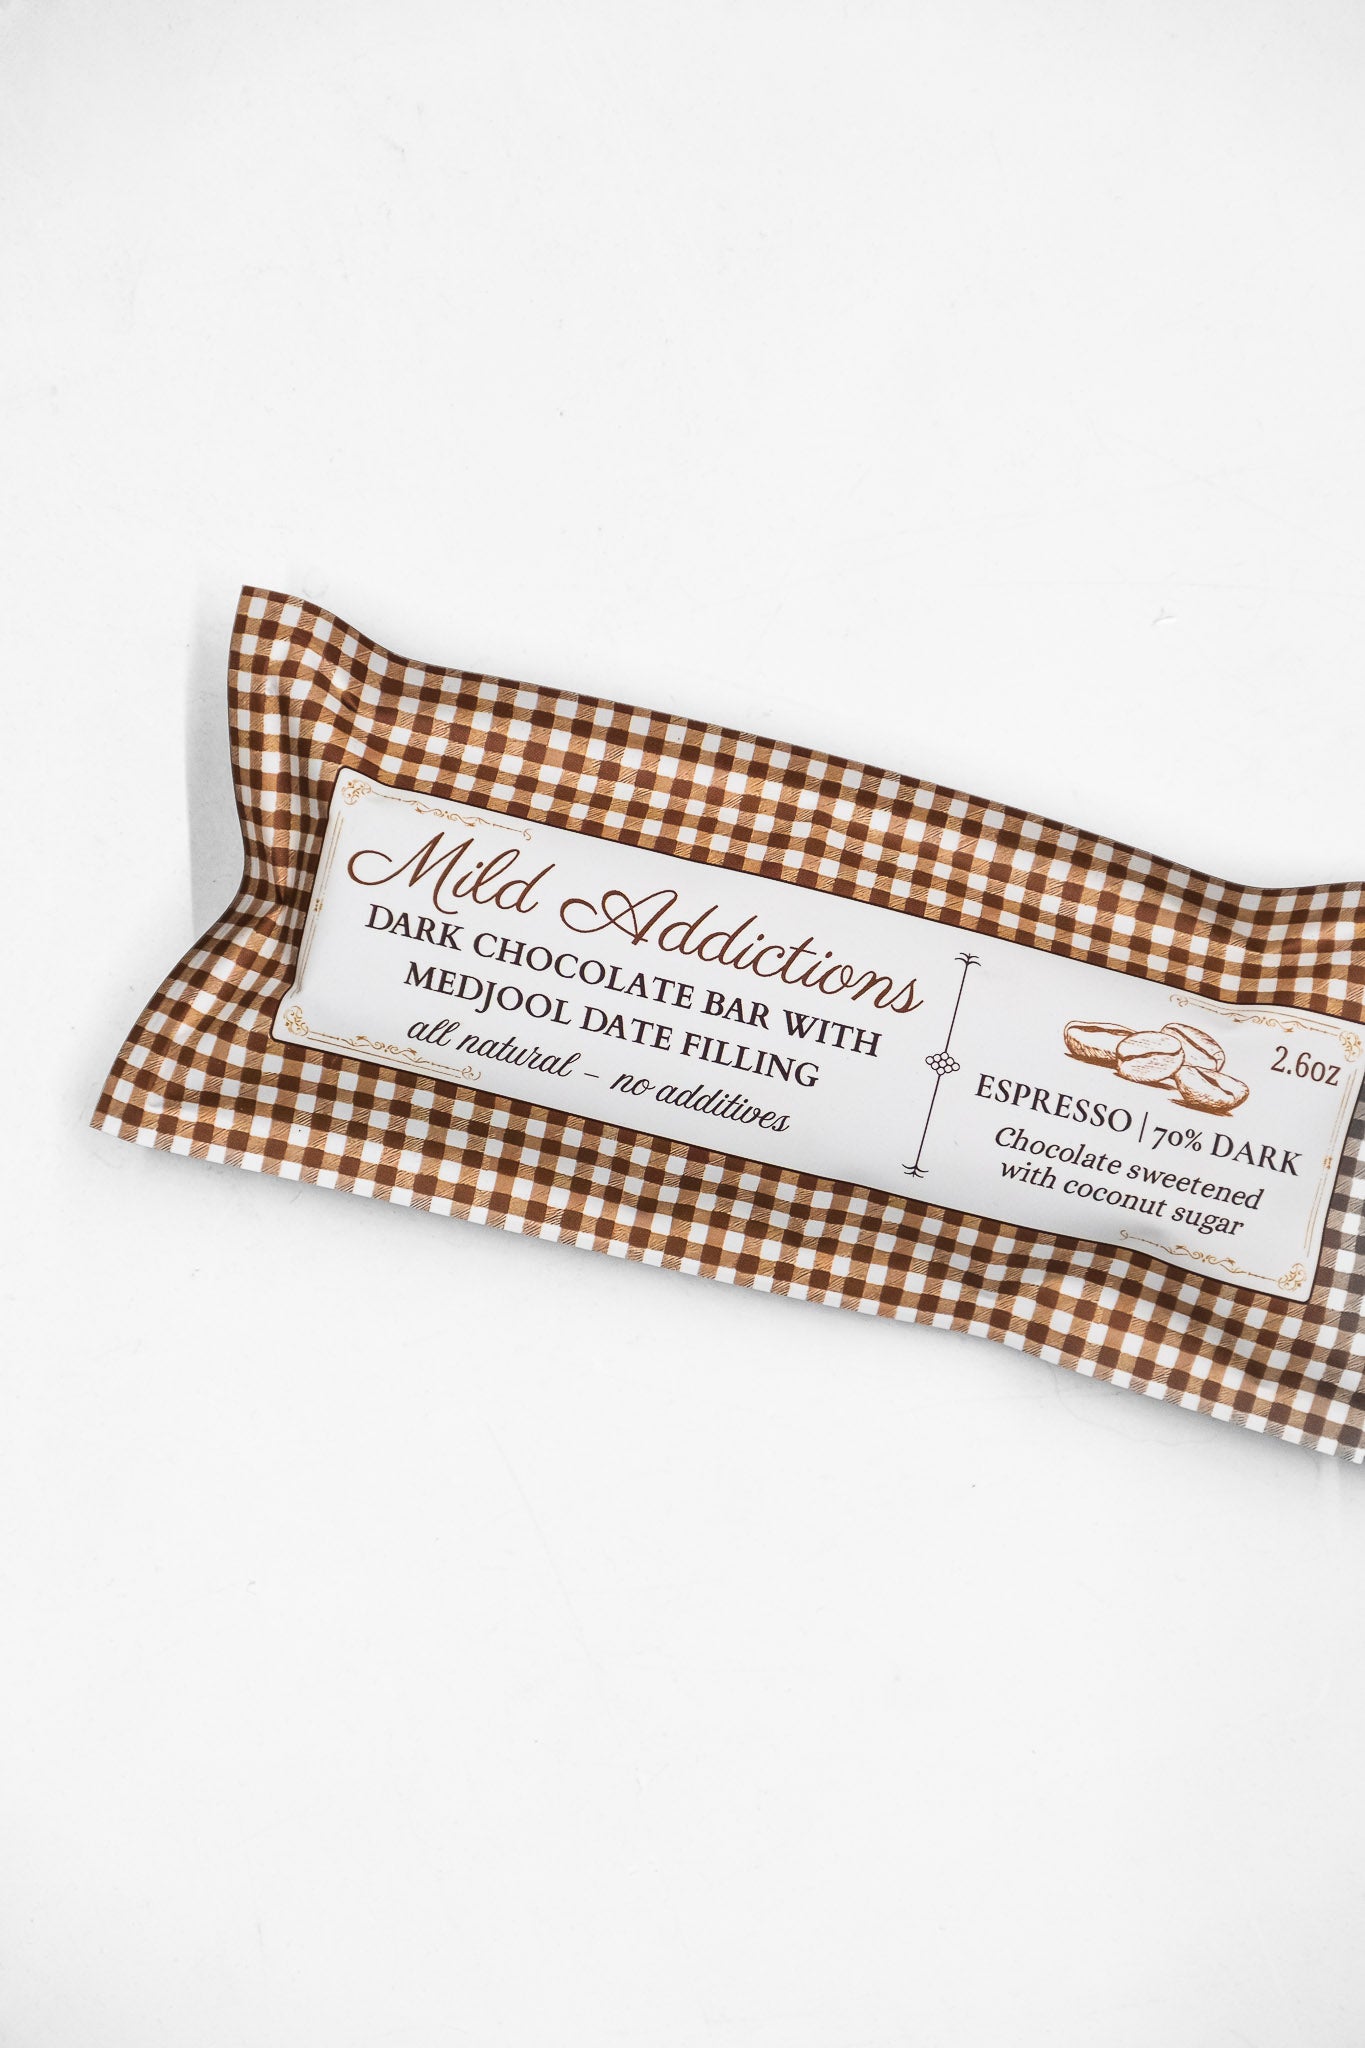 Mild Addictions
DARK CHOCOLATE BAR WITH
MEDJOOL DATE FILLING
all natural – no additives
2.6oz
ESPRESSO | 70% DARK
Chocolate sweetened
with coconut sugar